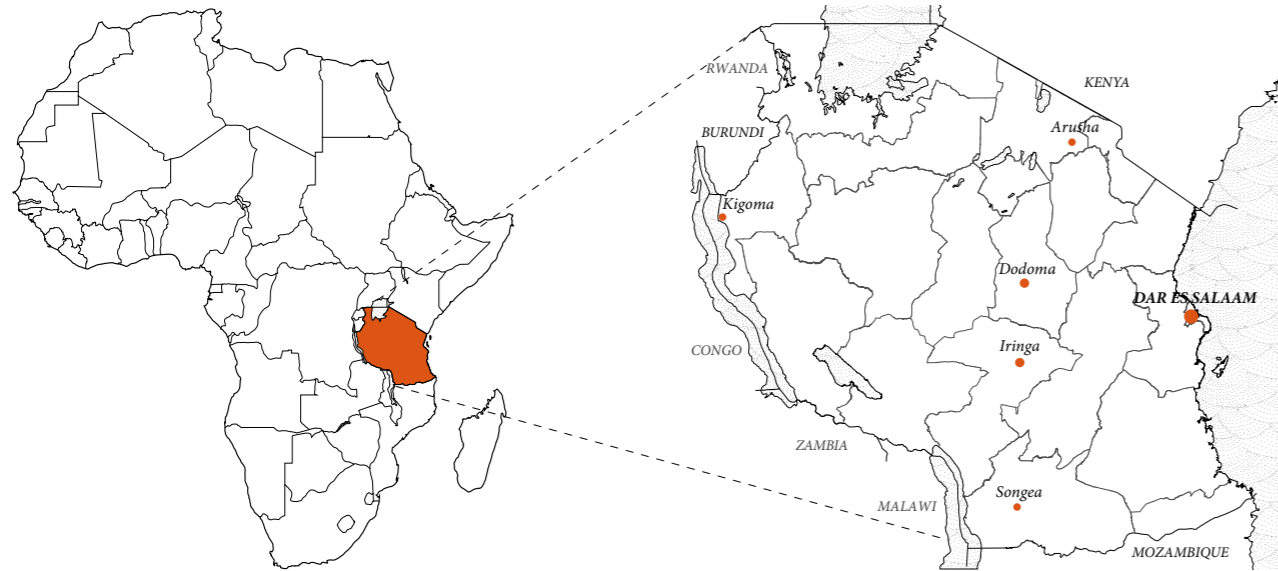 RWANDA
KENYA
BURUNDI
Arusha
Kigoma
Dodoma
DAR ES SALAAM
Iringa
CONGO
ZAMBIA
Songea
MALAWI
MOZAMBIQUE